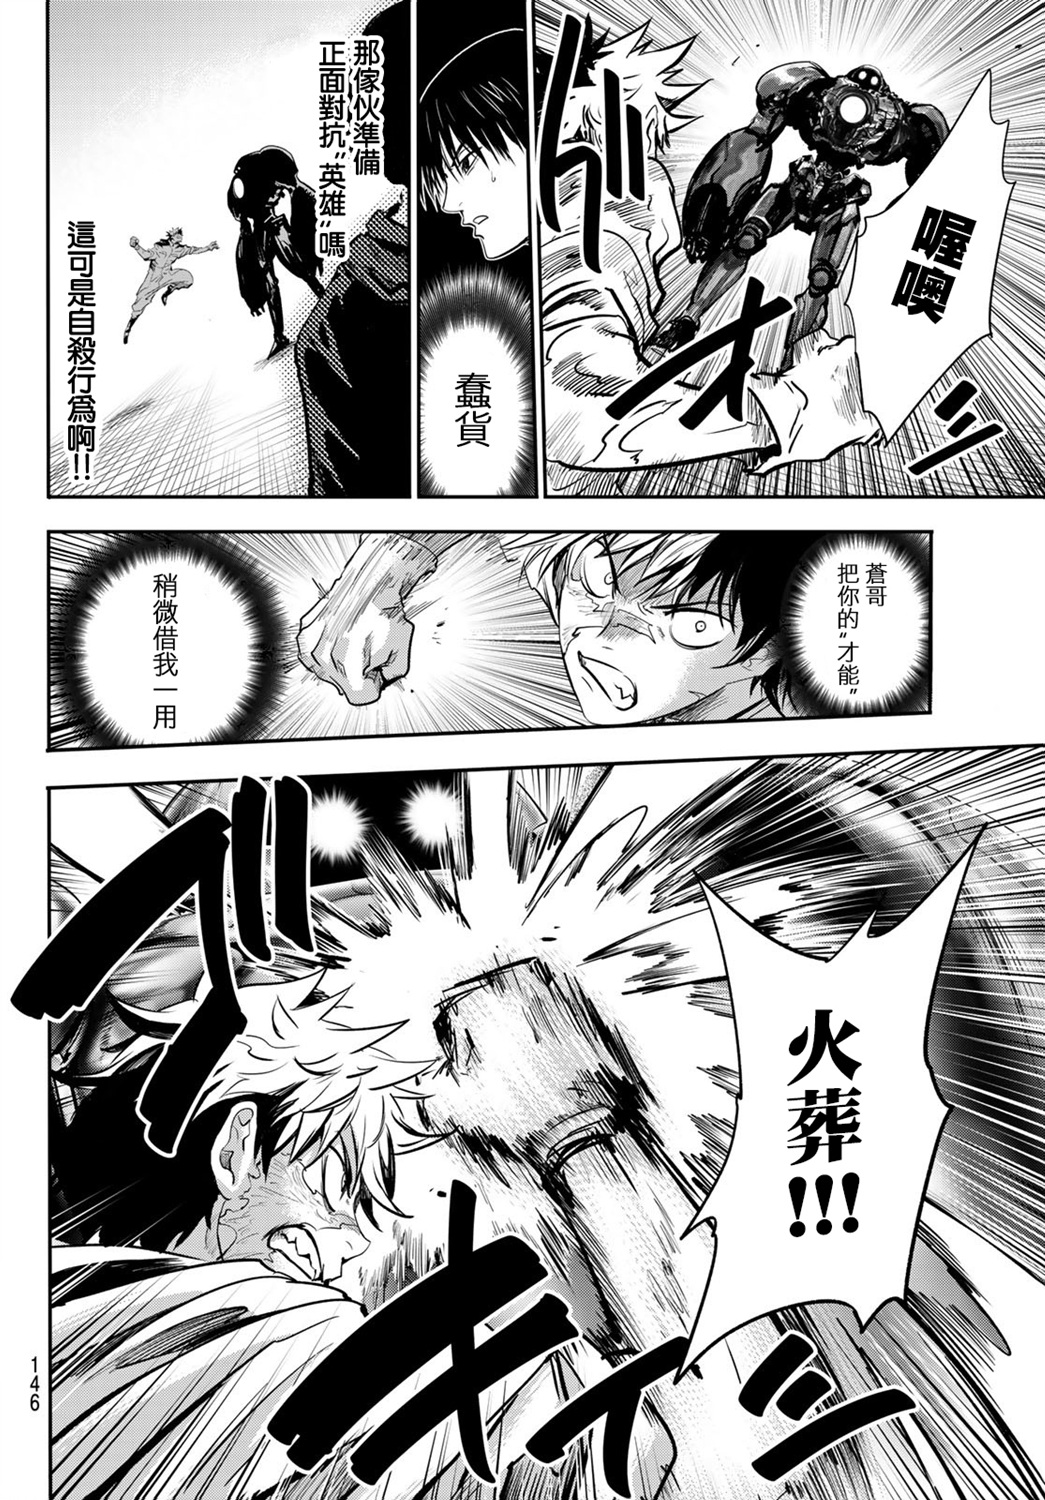 喔噢
蠢貨
那傢伙準備
正面對抗"英雄"嗎
這可是自殺行為啊!!
蒼哥
把你的"才能"
稍微借我一用
火葬!!!
146